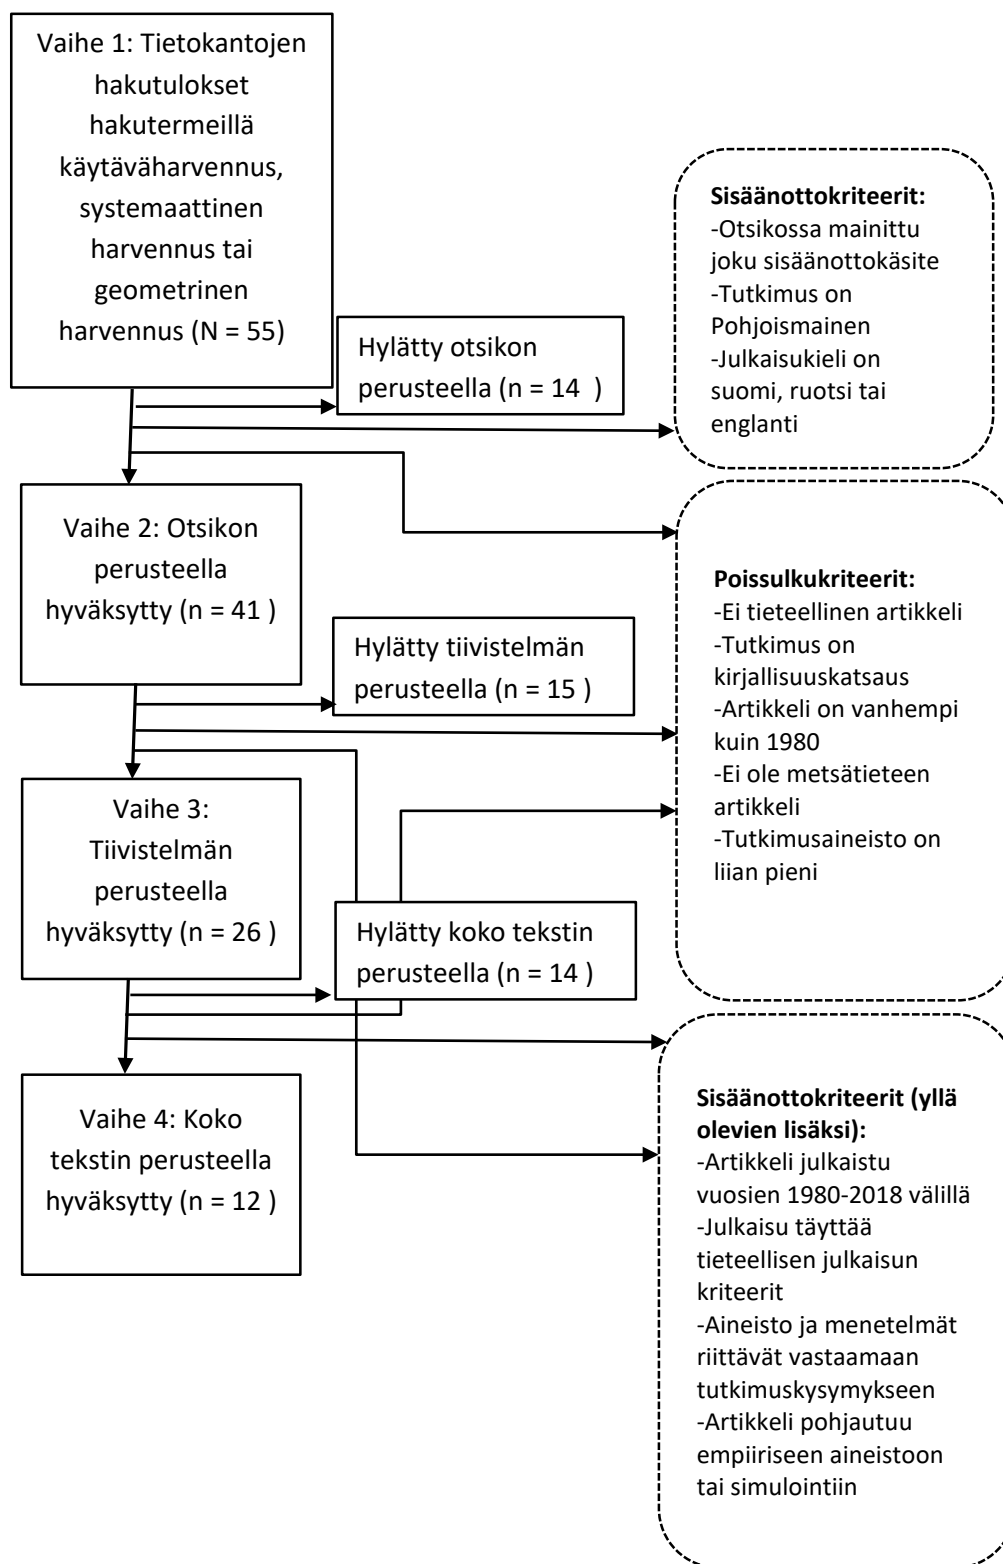 Vaihe 1: Tietokantojen
hakutulokset
hakutermeillä
käytäväharvennus,
systemaattinen
harvennus tai
geometrinen
harvennus (N = 55)
Hylätty otsikon
perusteella (n = 14  )
Sisäänottokriteerit:
-Otsikossa mainittu
joku sisäänottokäsite
-Tutkimus on
Pohjoismainen
-Julkaisukieli on
suomi, ruotsi tai
englanti
Vaihe 2: Otsikon
perusteella
hyväksytty (n = 41 )
Hylätty tiivistelmän
perusteella (n = 15 )
Poissulkukriteerit:
-Ei tieteellinen artikkeli
-Tutkimus on
kirjallisuuskatsaus
-Artikkeli on vanhempi
kuin 1980
-Ei ole metsätieteen
artikkeli
-Tutkimusaineisto on
liian pieni
Vaihe 3:
Tiivistelmän
perusteella
hyväksytty (n = 26 )
Hylätty koko tekstin
perusteella (n = 14 )
Vaihe 4: Koko
tekstin perusteella
hyväksytty (n = 12 )
Sisäänottokriteerit (yllä
olevien lisäksi):
-Artikkeli julkaistu
vuosien 1980-2018 välillä
-Julkaisu täyttää
tieteellisen julkaisun
kriteerit
-Aineisto ja menetelmät
riittävät vastaamaan
tutkimuskysymykseen
-Artikkeli pohjautuu
empiiriseen aineistoon
tai simulointiin